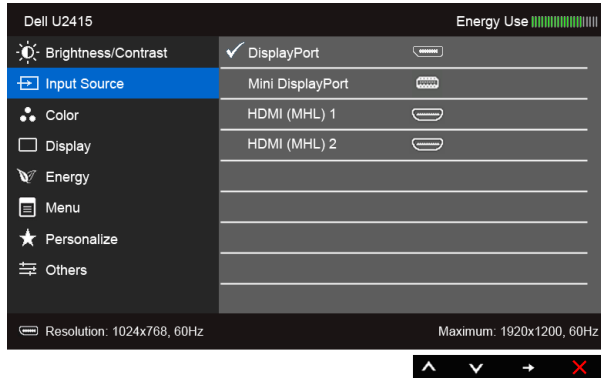 Dell U2415
Energy Use
Brightness/Contrast
DisplayPort
Input Source
Mini DisplayPort
Color
HDMI (MHL) 1
Display
HDMI (MHL) 2
Energy
Menu
Personalize
Others
Resolution: 1024x768, 60Hz
Maximum: 1920x1200, 60Hz